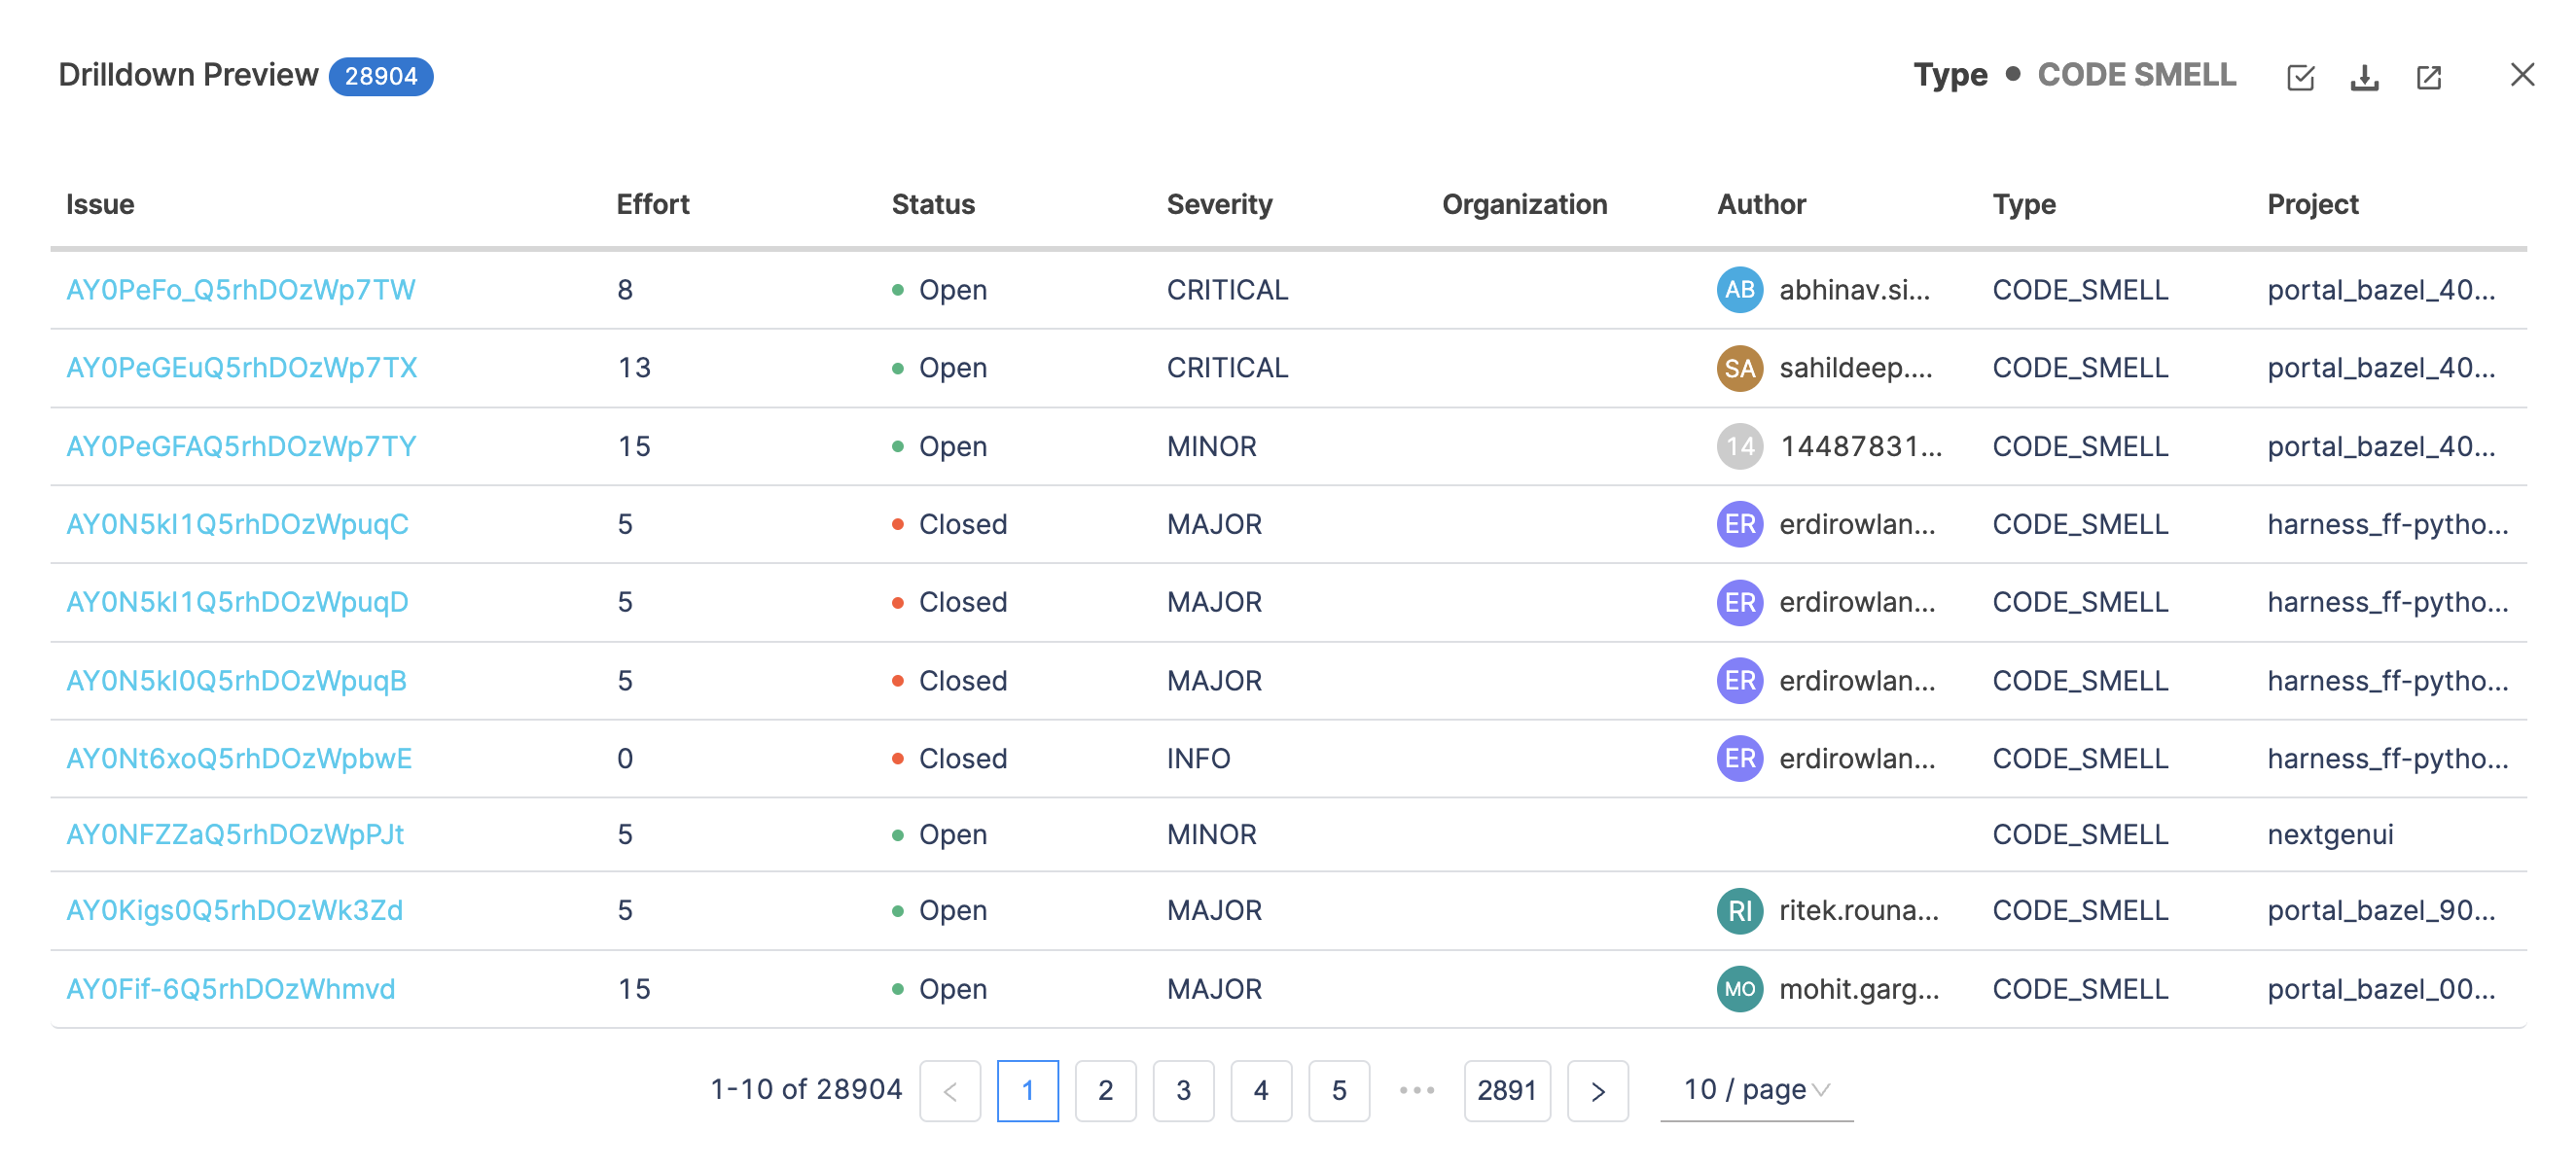 Drilldown Preview 28904 Type • CODE SMELL
Issue Effort Status Severity Organization Author Type Project
AY0PeFo_Q5rhDOzWp7TW 8 Open CRITICAL AB abhinav.si... CODE_SMELL portal_bazel_40...
AY0PeGEuQ5rhDOzWp7TX 13 Open CRITICAL SA sahildeep.... CODE_SMELL portal_bazel_40...
AY0PeGFAQ5rhDOzWp7TY 15 Open MINOR 14 14487831... CODE_SMELL portal_bazel_40...
AY0N5kI1Q5rhDOzWpuqC 5 Closed MAJOR ER erdirowlan... CODE_SMELL harness_ff-pytho...
AY0N5kI1Q5rhDOzWpuqD 5 Closed MAJOR ER erdirowlan... CODE_SMELL harness_ff-pytho...
AY0N5kI0Q5rhDOzWpuqB 5 Closed MAJOR ER erdirowlan... CODE_SMELL harness_ff-pytho...
AY0Nt6xoQ5rhDOzWpbwE 0 Closed INFO ER erdirowlan... CODE_SMELL harness_ff-pytho...
AY0NFZZaQ5rhDOzWpPJt 5 Open MINOR CODE_SMELL nextgenui
AY0Kigs0Q5rhDOzWk3Zd 5 Open MAJOR RI ritek.rouna... CODE_SMELL portal_bazel_90...
AY0Fif-6Q5rhDOzWhmvd 15 Open MAJOR MO mohit.garg... CODE_SMELL portal_bazel_00...
1-10 of 28904 < 1 2 3 4 5 ••• 2891 > 10 / page